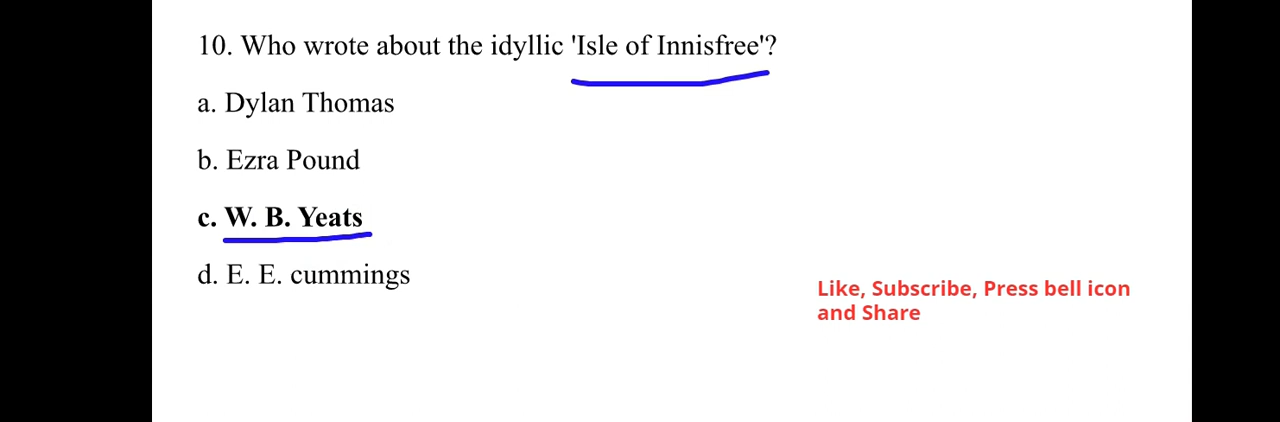 10. Who wrote about the idyllic 'Isle of Innisfree'?
a. Dylan Thomas
b. Ezra Pound
c. W. B. Yeats
d. E. E. cummings
Like, Subscribe, Press bell icon
and Share